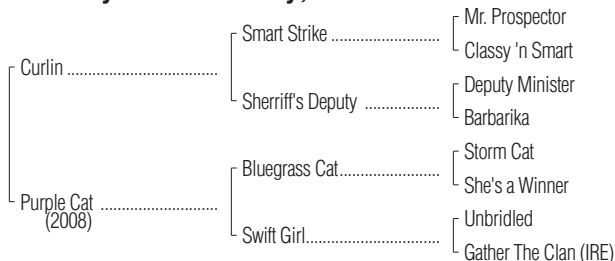 Mr. Prospector
Smart Strike
Classy 'n Smart
Curlin
Deputy Minister
Sherriff's Deputy
Barbarika
Storm Cat
Bluegrass Cat
She's a Winner
Purple Cat
(2008)
Unbridled
Swift Girl
Gather The Clan (IRE)